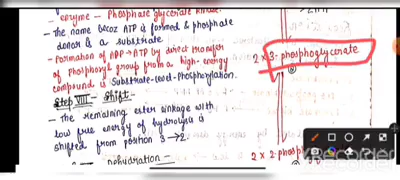 - enzyme - Phosphate glycerate kinase.
- The name becoz ATP is formed & phosphate
donor is a substrate
- Formation of ADP → ATP by direct transfer
of phosphoryl group from a high-energy
compound is substrate-level-phosphorylation.
2 x 3-phosphoglycerate
Step VIII - Shift
- The remaining ester linkage with
low free energy of hydrolysis is
shifted from position 3 → 2.
Dehydration -
2 x 2-phosp